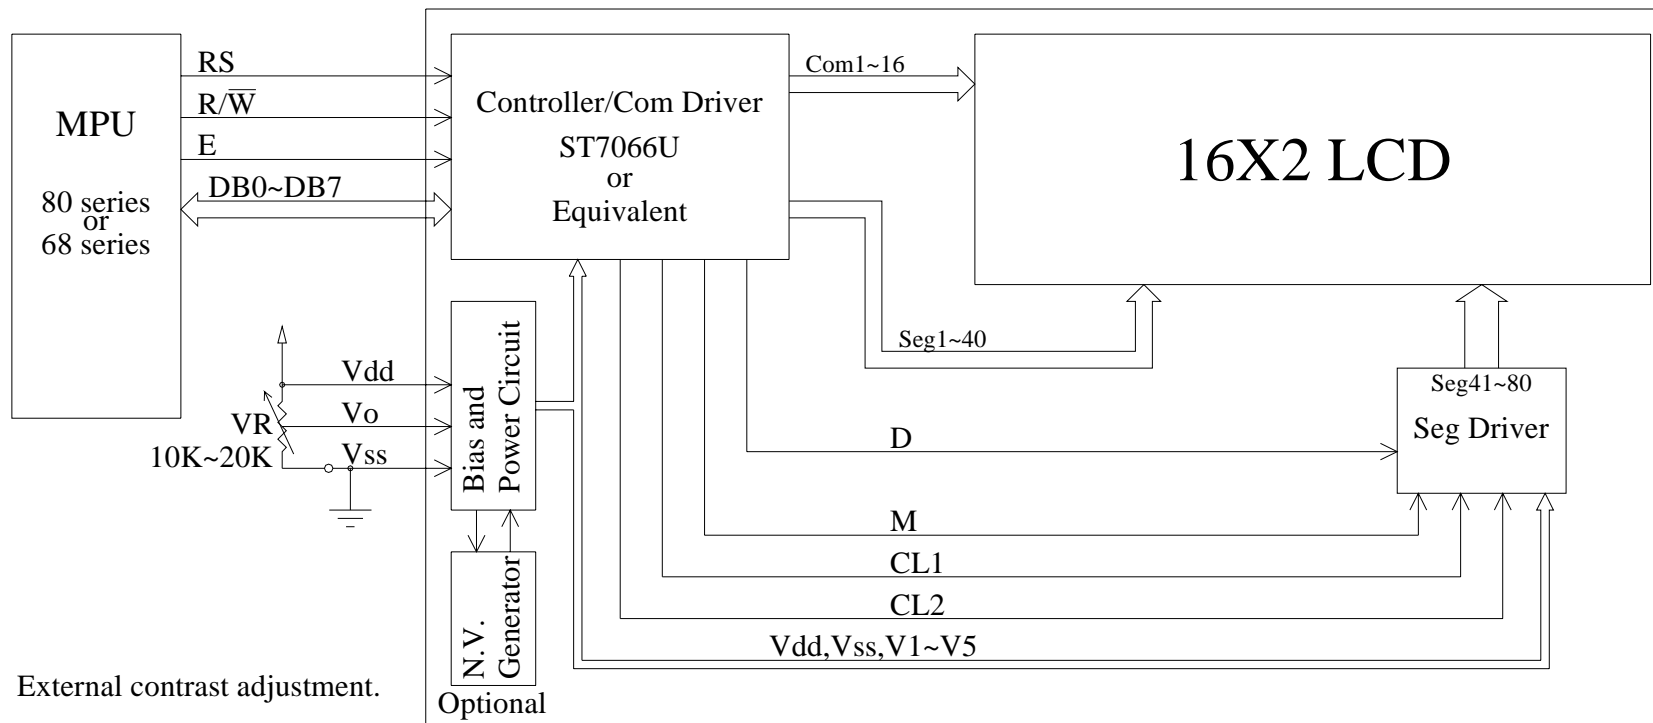 MPU
80 series
or
68 series
RS
R/W̅
E
DB0~DB7
Controller/Com Driver
ST7066U
or
Equivalent
Com1~16
16X2 LCD
Seg1~40
Seg41~80
Seg Driver
Vdd
Vo
Vss
VR
10K~20K
Bias and
Power Circuit
N.V.
Generator
Optional
D
M
CL1
CL2
Vdd,Vss,V1~V5
External contrast adjustment.